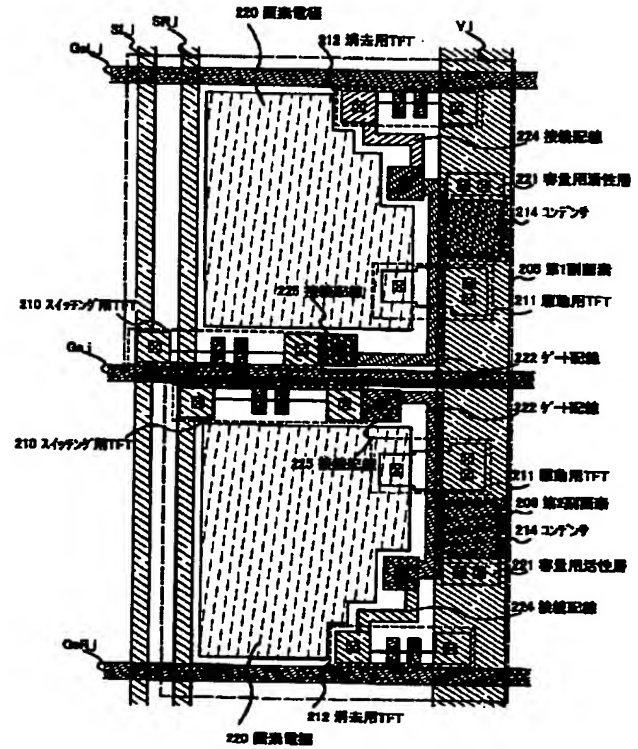 220 画素電極
SLj
SRj
212 消去用TFT
Vj
GeLj
224 接続配線
221 容量用活性層
214 コンデンサ
205 第1副画素
223 接続配線
210 スイッチング用TFT
211 駆動用TFT
Gaj
222 ゲート配線
222 ゲート配線
210 スイッチング用TFT
223 接続配線
211 駆動用TFT
206 第2副画素
214 コンデンサ
221 容量用活性層
224 接続配線
GeRj
212 消去用TFT
220 画素電極